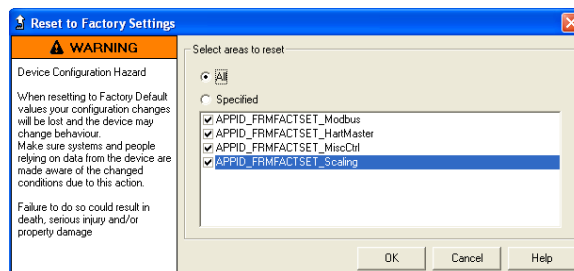 Reset to Factory Settings
WARNING
Device Configuration Hazard
When resetting to Factory Default
values your configuration changes
will be lost and the device may
change behaviour.
Make sure systems and people
relying on data from the device are
made aware of the changed
conditions due to this action.
Failure to do so could result in
death, serious injury and/or
property damage
Select areas to reset
All
Specified
APPID_FRMFACTSET_Modbus
APPID_FRMFACTSET_HartMaster
APPID_FRMFACTSET_MiscCtrl
APPID_FRMFACTSET_Scaling
OK
Cancel
Help